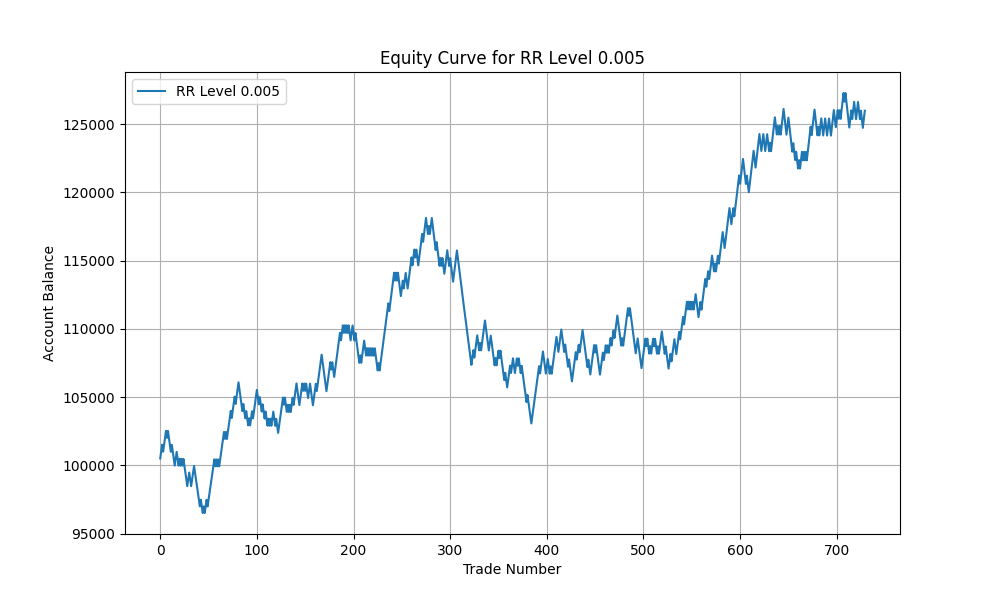 Equity Curve for RR Level 0.005
RR Level 0.005
125000
120000
115000
110000
105000
100000
95000
Account Balance
0 100 200 300 400 500 600 700
Trade Number